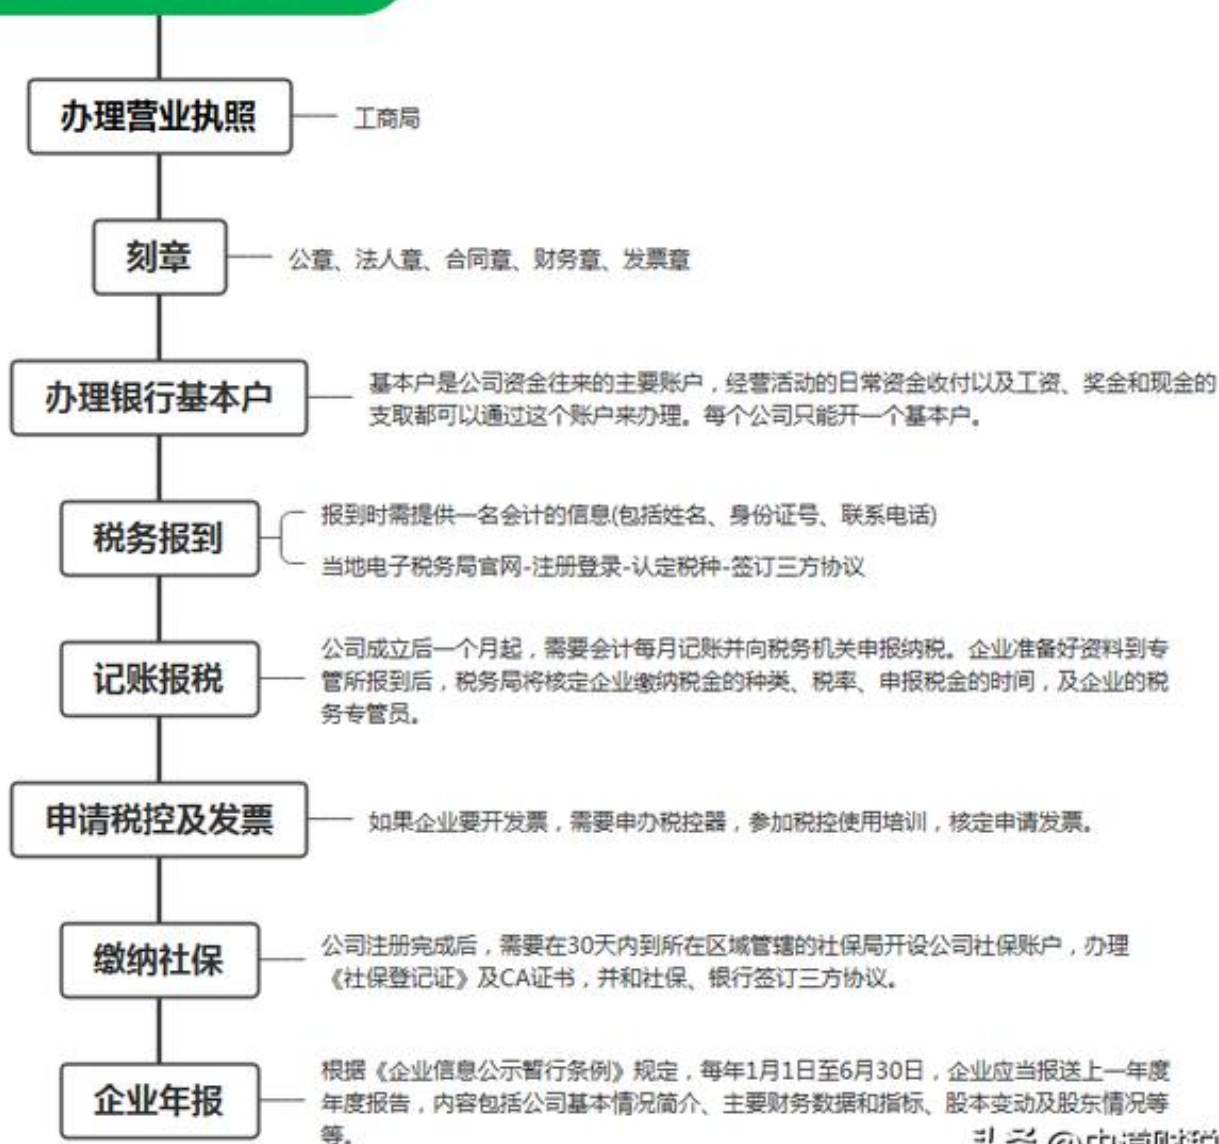 办理营业执照
工商局
刻章
公章、法人章、合同章、财务章、发票章
办理银行基本户
基本户是公司资金往来的主要账户，经营活动的日常资金收付以及工资、奖金和现金的
支取都可以通过这个账户来办理。每个公司只能开一个基本户。
税务报到
报到时需提供一名会计的信息(包括姓名、身份证号、联系电话)
当地电子税务局官网-注册登录-认定税种-签订三方协议
记账报税
公司成立后一个月起，需要会计每月记账并向税务机关申报纳税。企业准备好资料到专
管所报到后，税务局将核定企业缴纳税金的种类、税率、申报税金的时间，及企业的税
务专管员。
申请税控及发票
如果企业要开发票，需要申办税控器，参加税控使用培训，核定申请发票。
缴纳社保
公司注册完成后，需要在30天内到所在区域管辖的社保局开设公司社保账户，办理
《社保登记证》及CA证书，并和社保、银行签订三方协议。
企业年报
根据《企业信息公示暂行条例》规定，每年1月1日至6月30日，企业应当报送上一年度
年度报告，内容包括公司基本情况简介、主要财务数据和指标、股本变动及股东情况等
等。